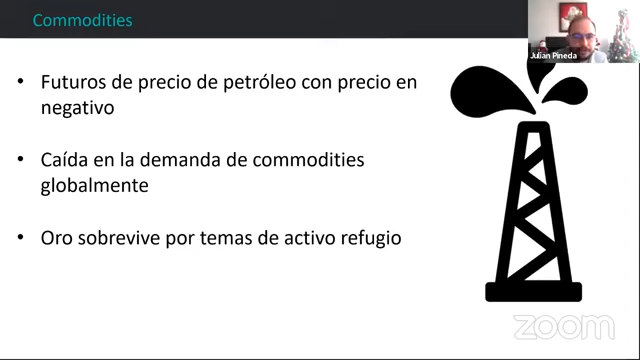 Commodities
Julian Pineda
• Futuros de precio de petróleo con precio en
negativo
• Caída en la demanda de commodities
globalmente
• Oro sobrevive por temas de activo refugio
zoom